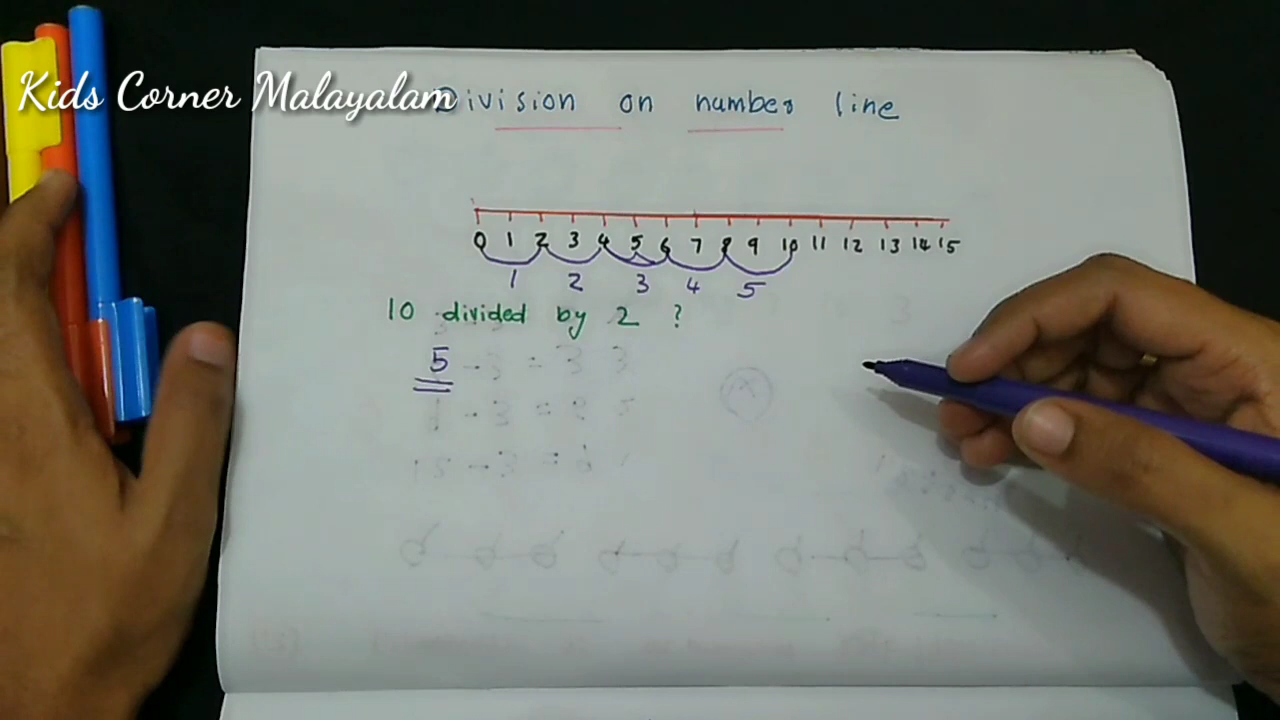 Kids Corner Malayalam
Division on number line
0 1 2 3 4 5 6 7 8 9 10 11 12 13 14 15
1 2 3 4 5
10 divided by 2 ?
5